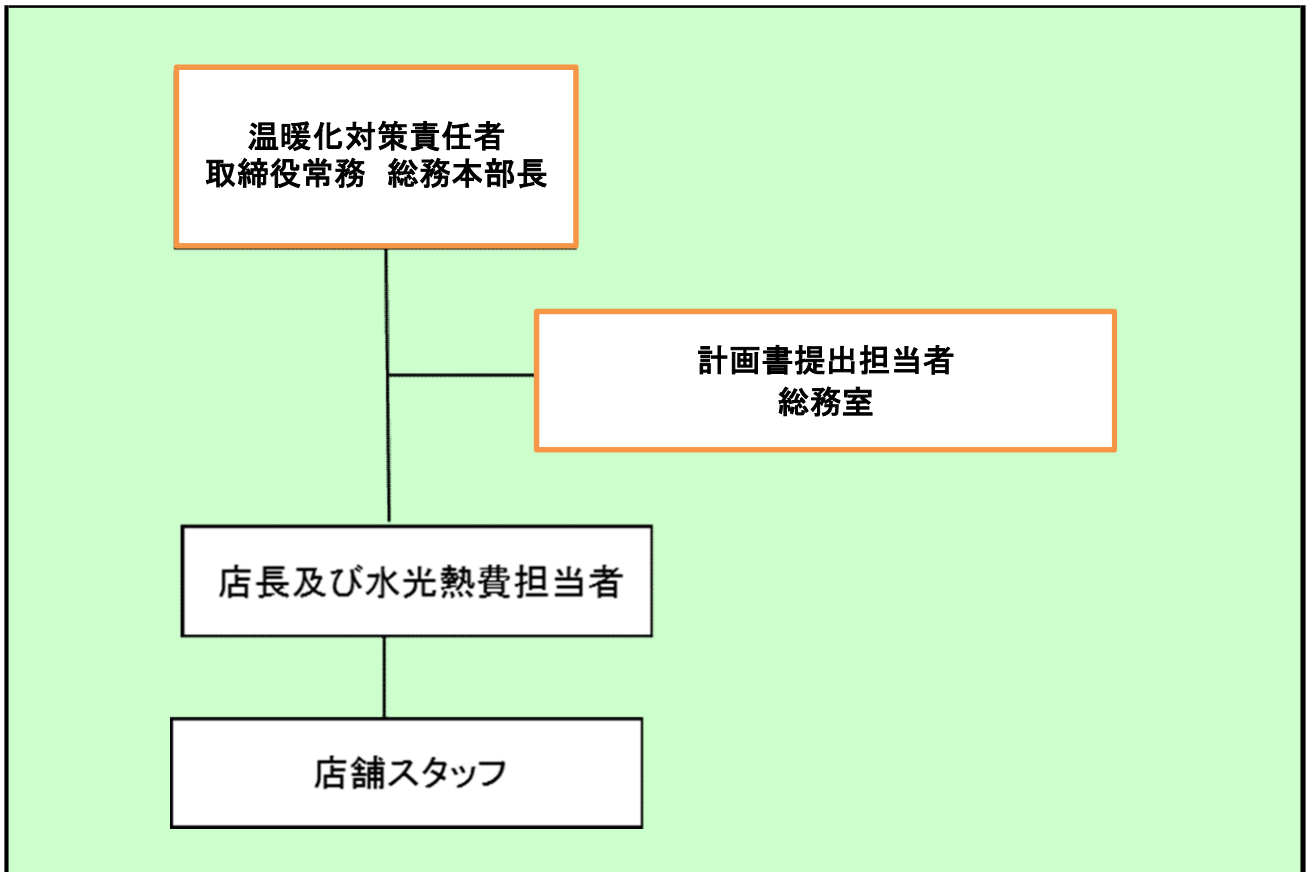 温暖化対策責任者
取締役常務　総務本部長
計画書提出担当者
総務室
店長及び水光熱費担当者
店舗スタッフ